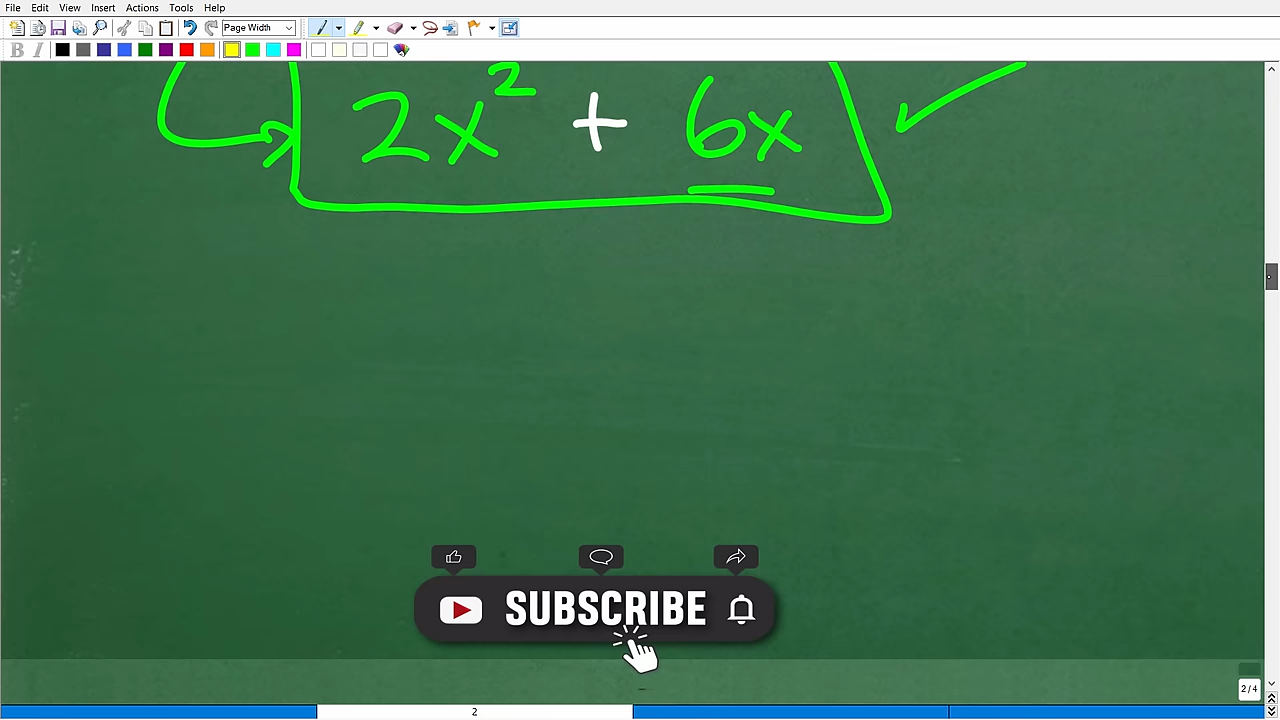 File Edit View Insert Actions Tools Help
Page Width
B I
2x² + 6x
SUBSCRIBE
2/4
2